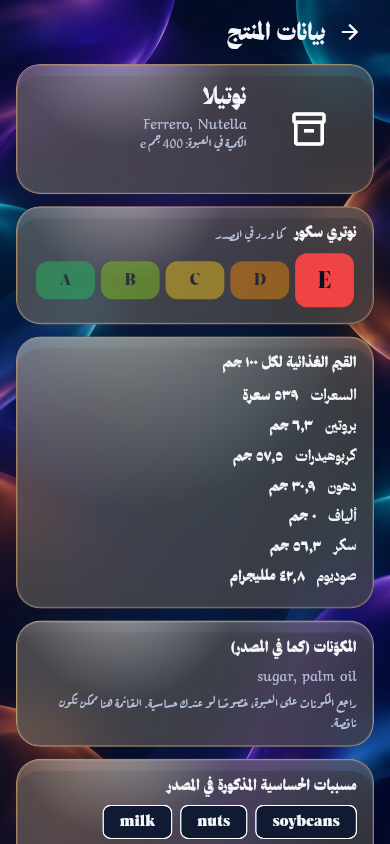 بيانات المنتج
نوتيلا
Ferrero, Nutella
الكمية في العبوة: 400 جم e
نوتري سكور كما ورد في المصدر
E D C B A
القيم الغذائية لكل ١٠٠ جم
السعرات ٥٣٩ سعرة
بروتين ٦,٣ جم
كربوهيدرات ٥٧,٥ جم
دهون ٣٠,٩ جم
ألياف ٠ جم
سكر ٥٦,٣ جم
صوديوم ٤٢,٨ ملليجرام
المكوّنات (كما في المصدر)
sugar, palm oil
راجع المكونات على العبوة، خصوصًا لو عندك حساسية. القائمة هنا ممكن تكون
ناقصة.
مسببات الحساسية المذكورة في المصدر
soybeans nuts milk